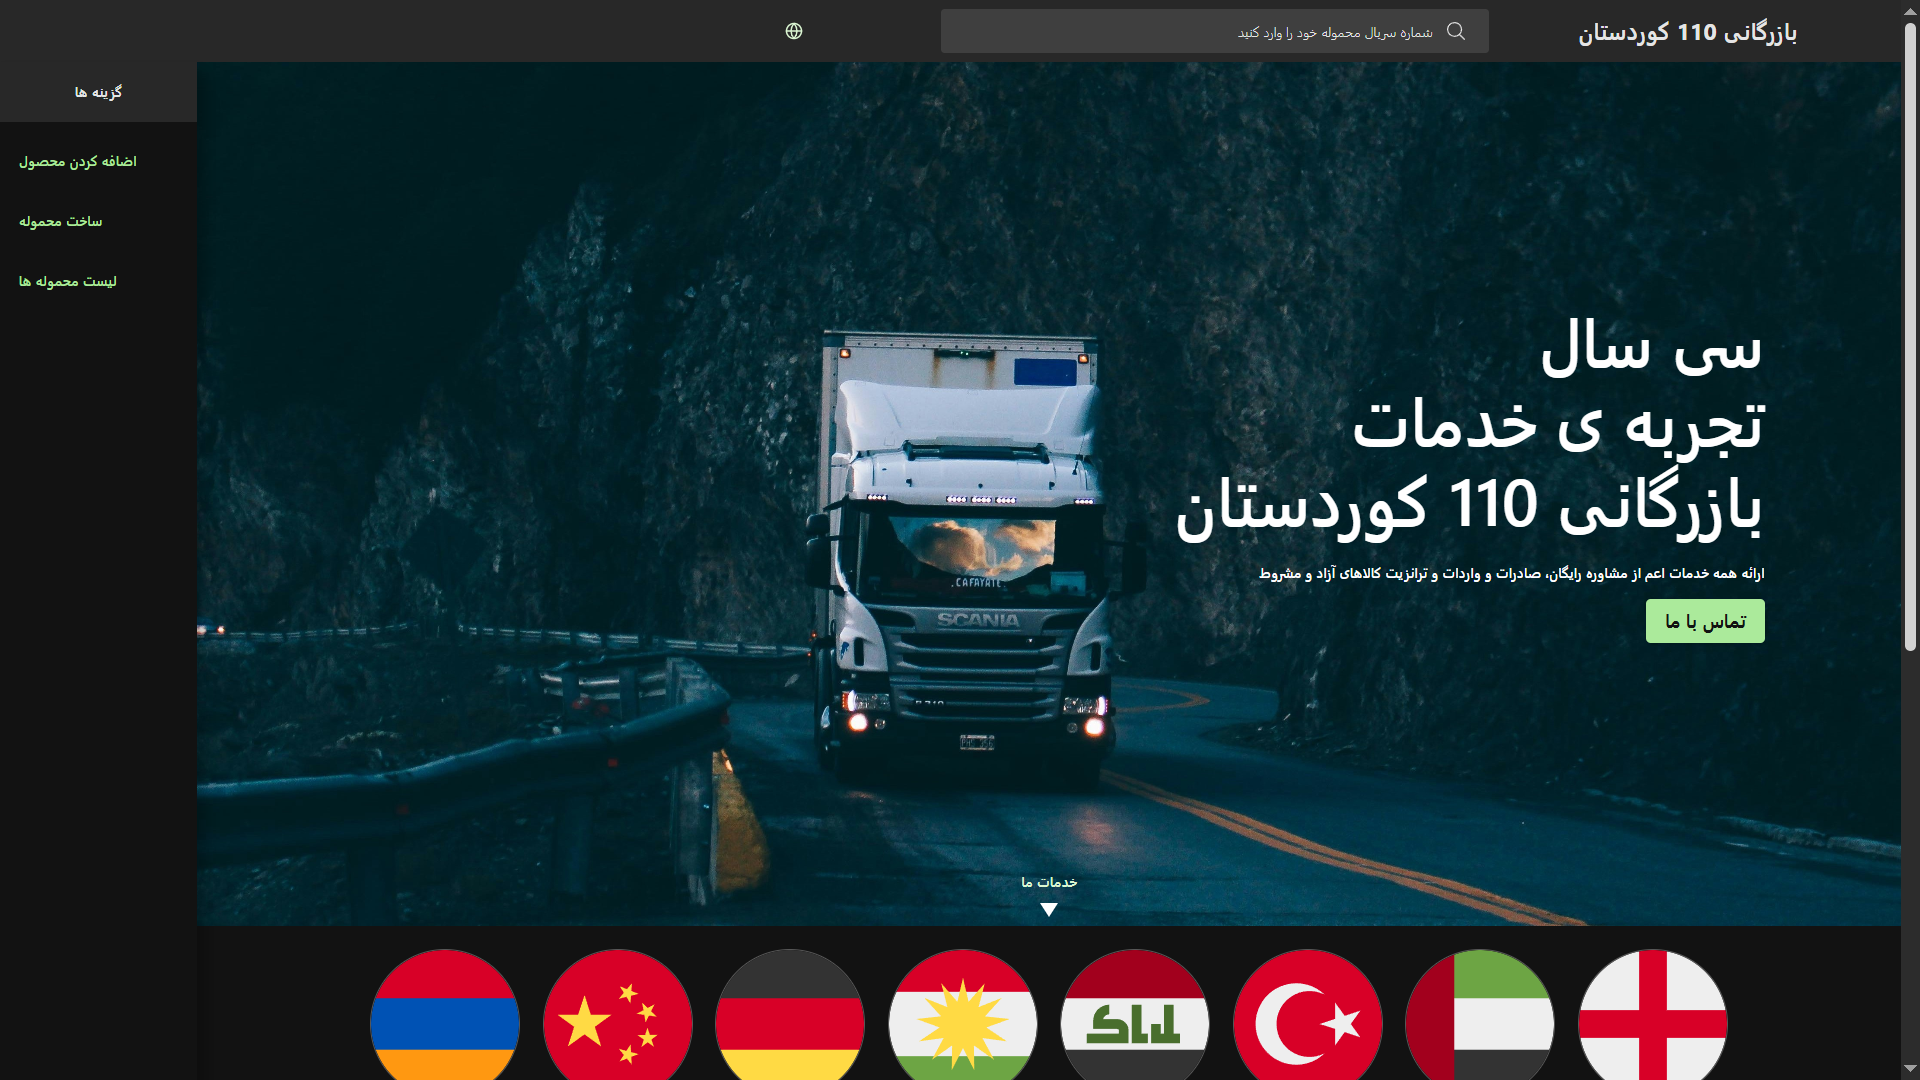 بازرگانی 110 کوردستان
شماره سریال محموله خود را وارد کنید
گزینه ها
اضافه کردن محصول
ساخت محموله
لیست محموله ها
سی سال
تجربه ی خدمات
بازرگانی 110 کوردستان
ارائه همه خدمات اعم از مشاوره رایگان، صادرات و واردات و ترانزیت کالاهای آزاد و مشروط
تماس با ما
CAFAYATE
SCANIA
خدمات ما